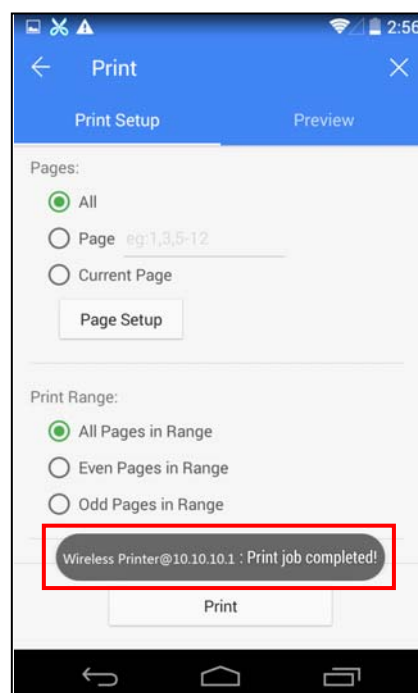 2:56
Print
Print Setup Preview
Pages:
All
Page eg:1,3,5-12
Current Page
Page Setup
Print Range:
All Pages in Range
Even Pages in Range
Odd Pages in Range
Wireless Printer@10.10.10.1 : Print job completed!
Print